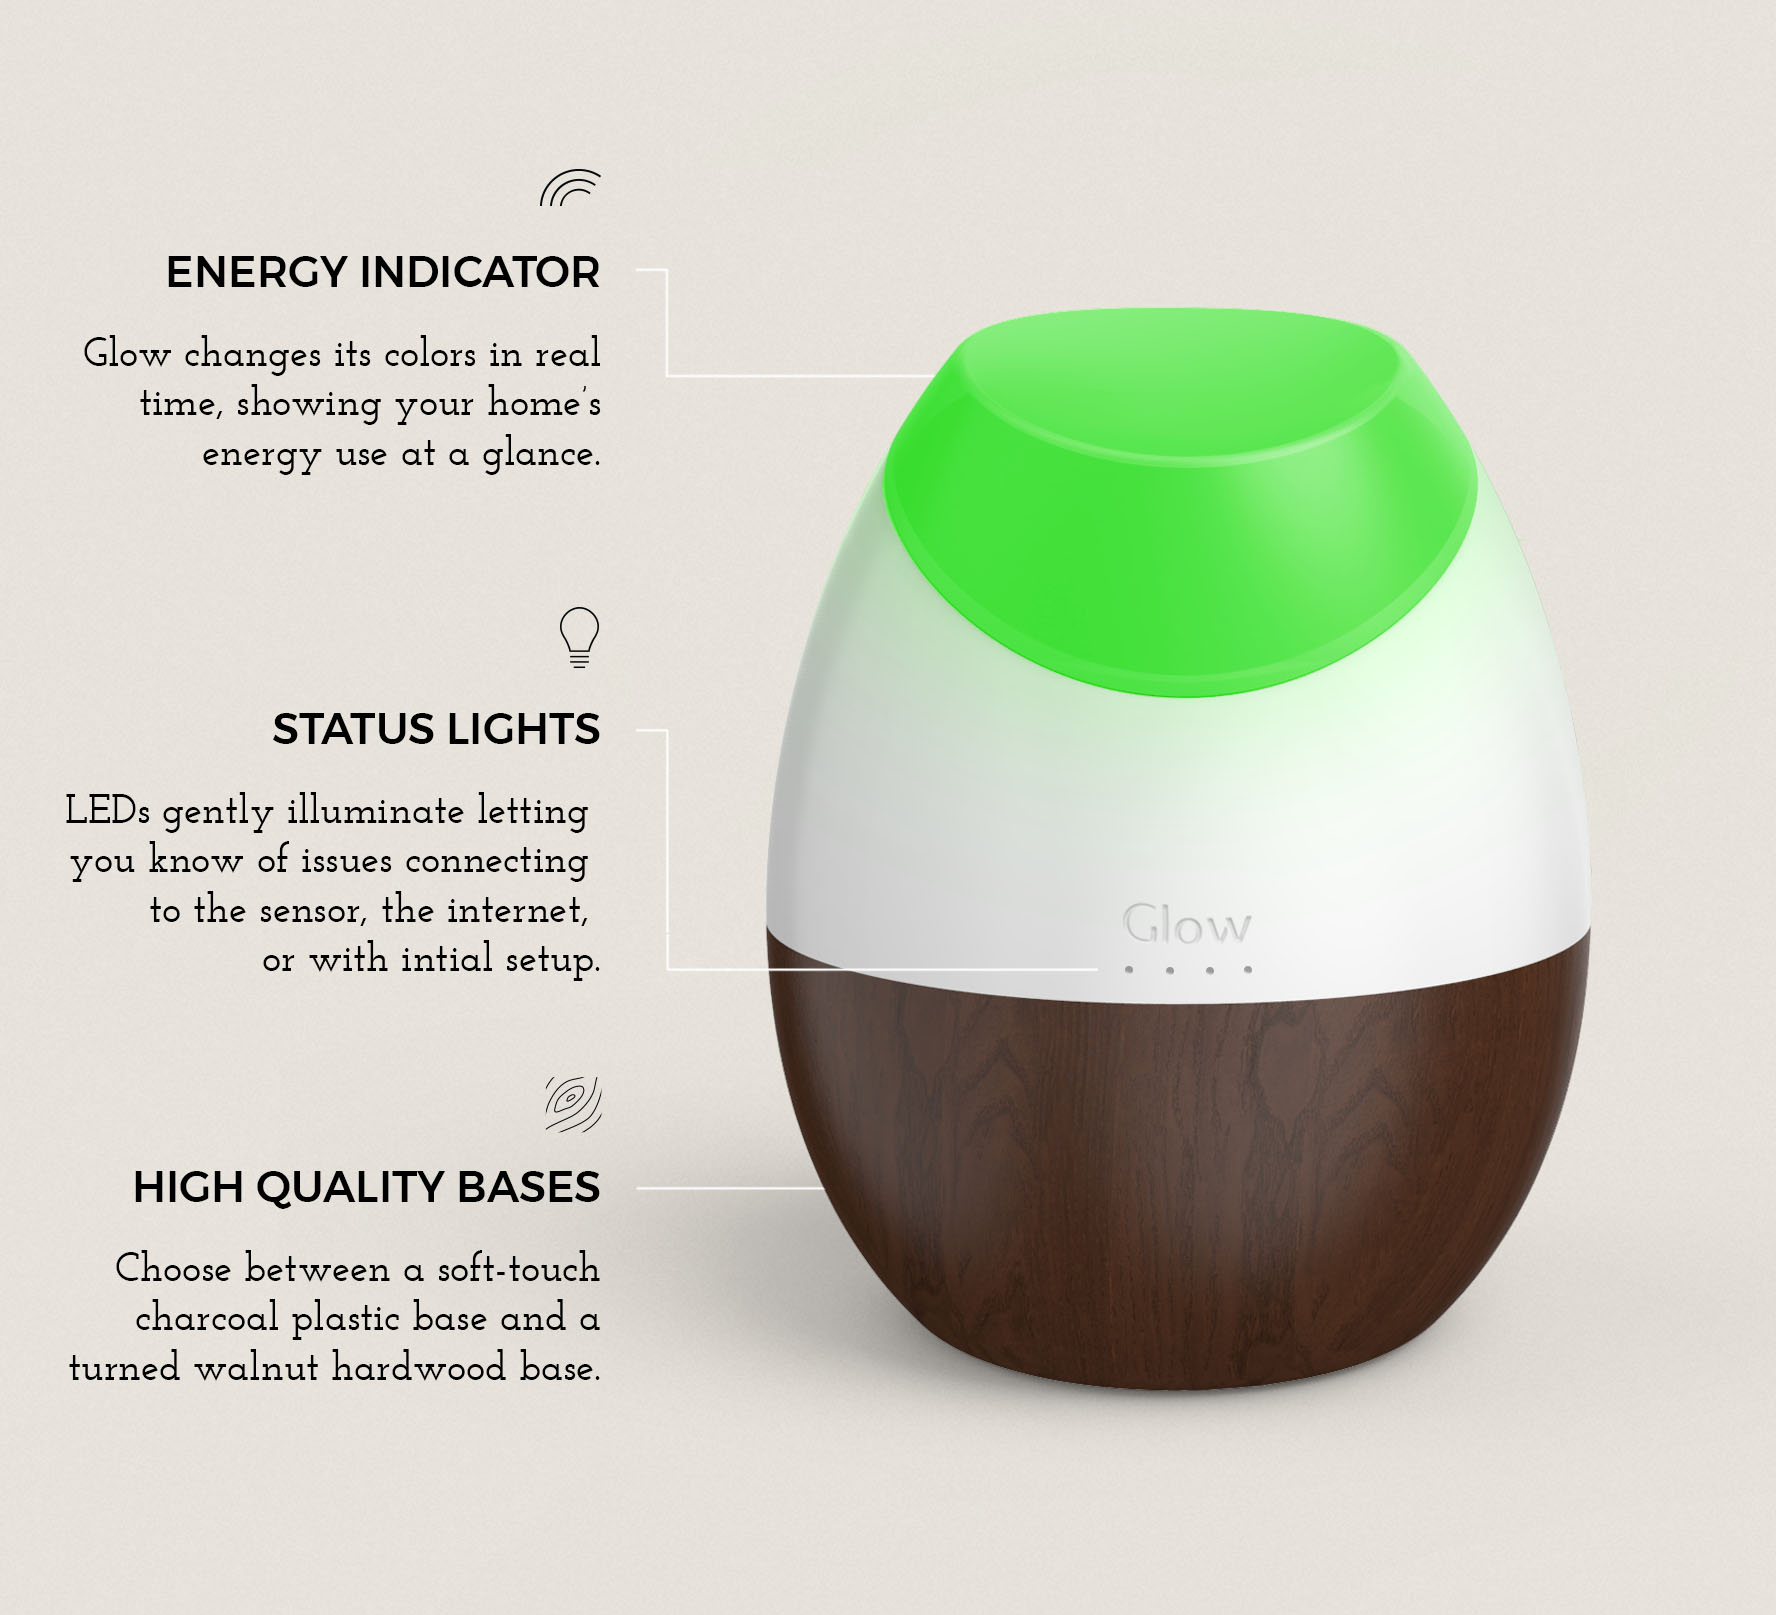 ENERGY INDICATOR
Glow changes its colors in real
time, showing your home's
energy use at a glance.
STATUS LIGHTS
LEDs gently illuminate letting
you know of issues connecting
to the sensor, the internet,
or with intial setup.
Glow
HIGH QUALITY BASES
Choose between a soft-touch
charcoal plastic base and a
turned walnut hardwood base.